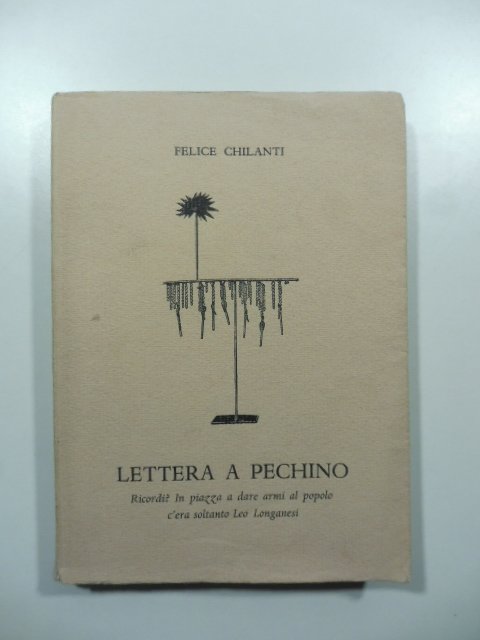 FELICE CHILANTI
LETTERA A PECHINO
Ricordi? In piazza a dare armi al popolo
c'era soltanto Leo Longanesi